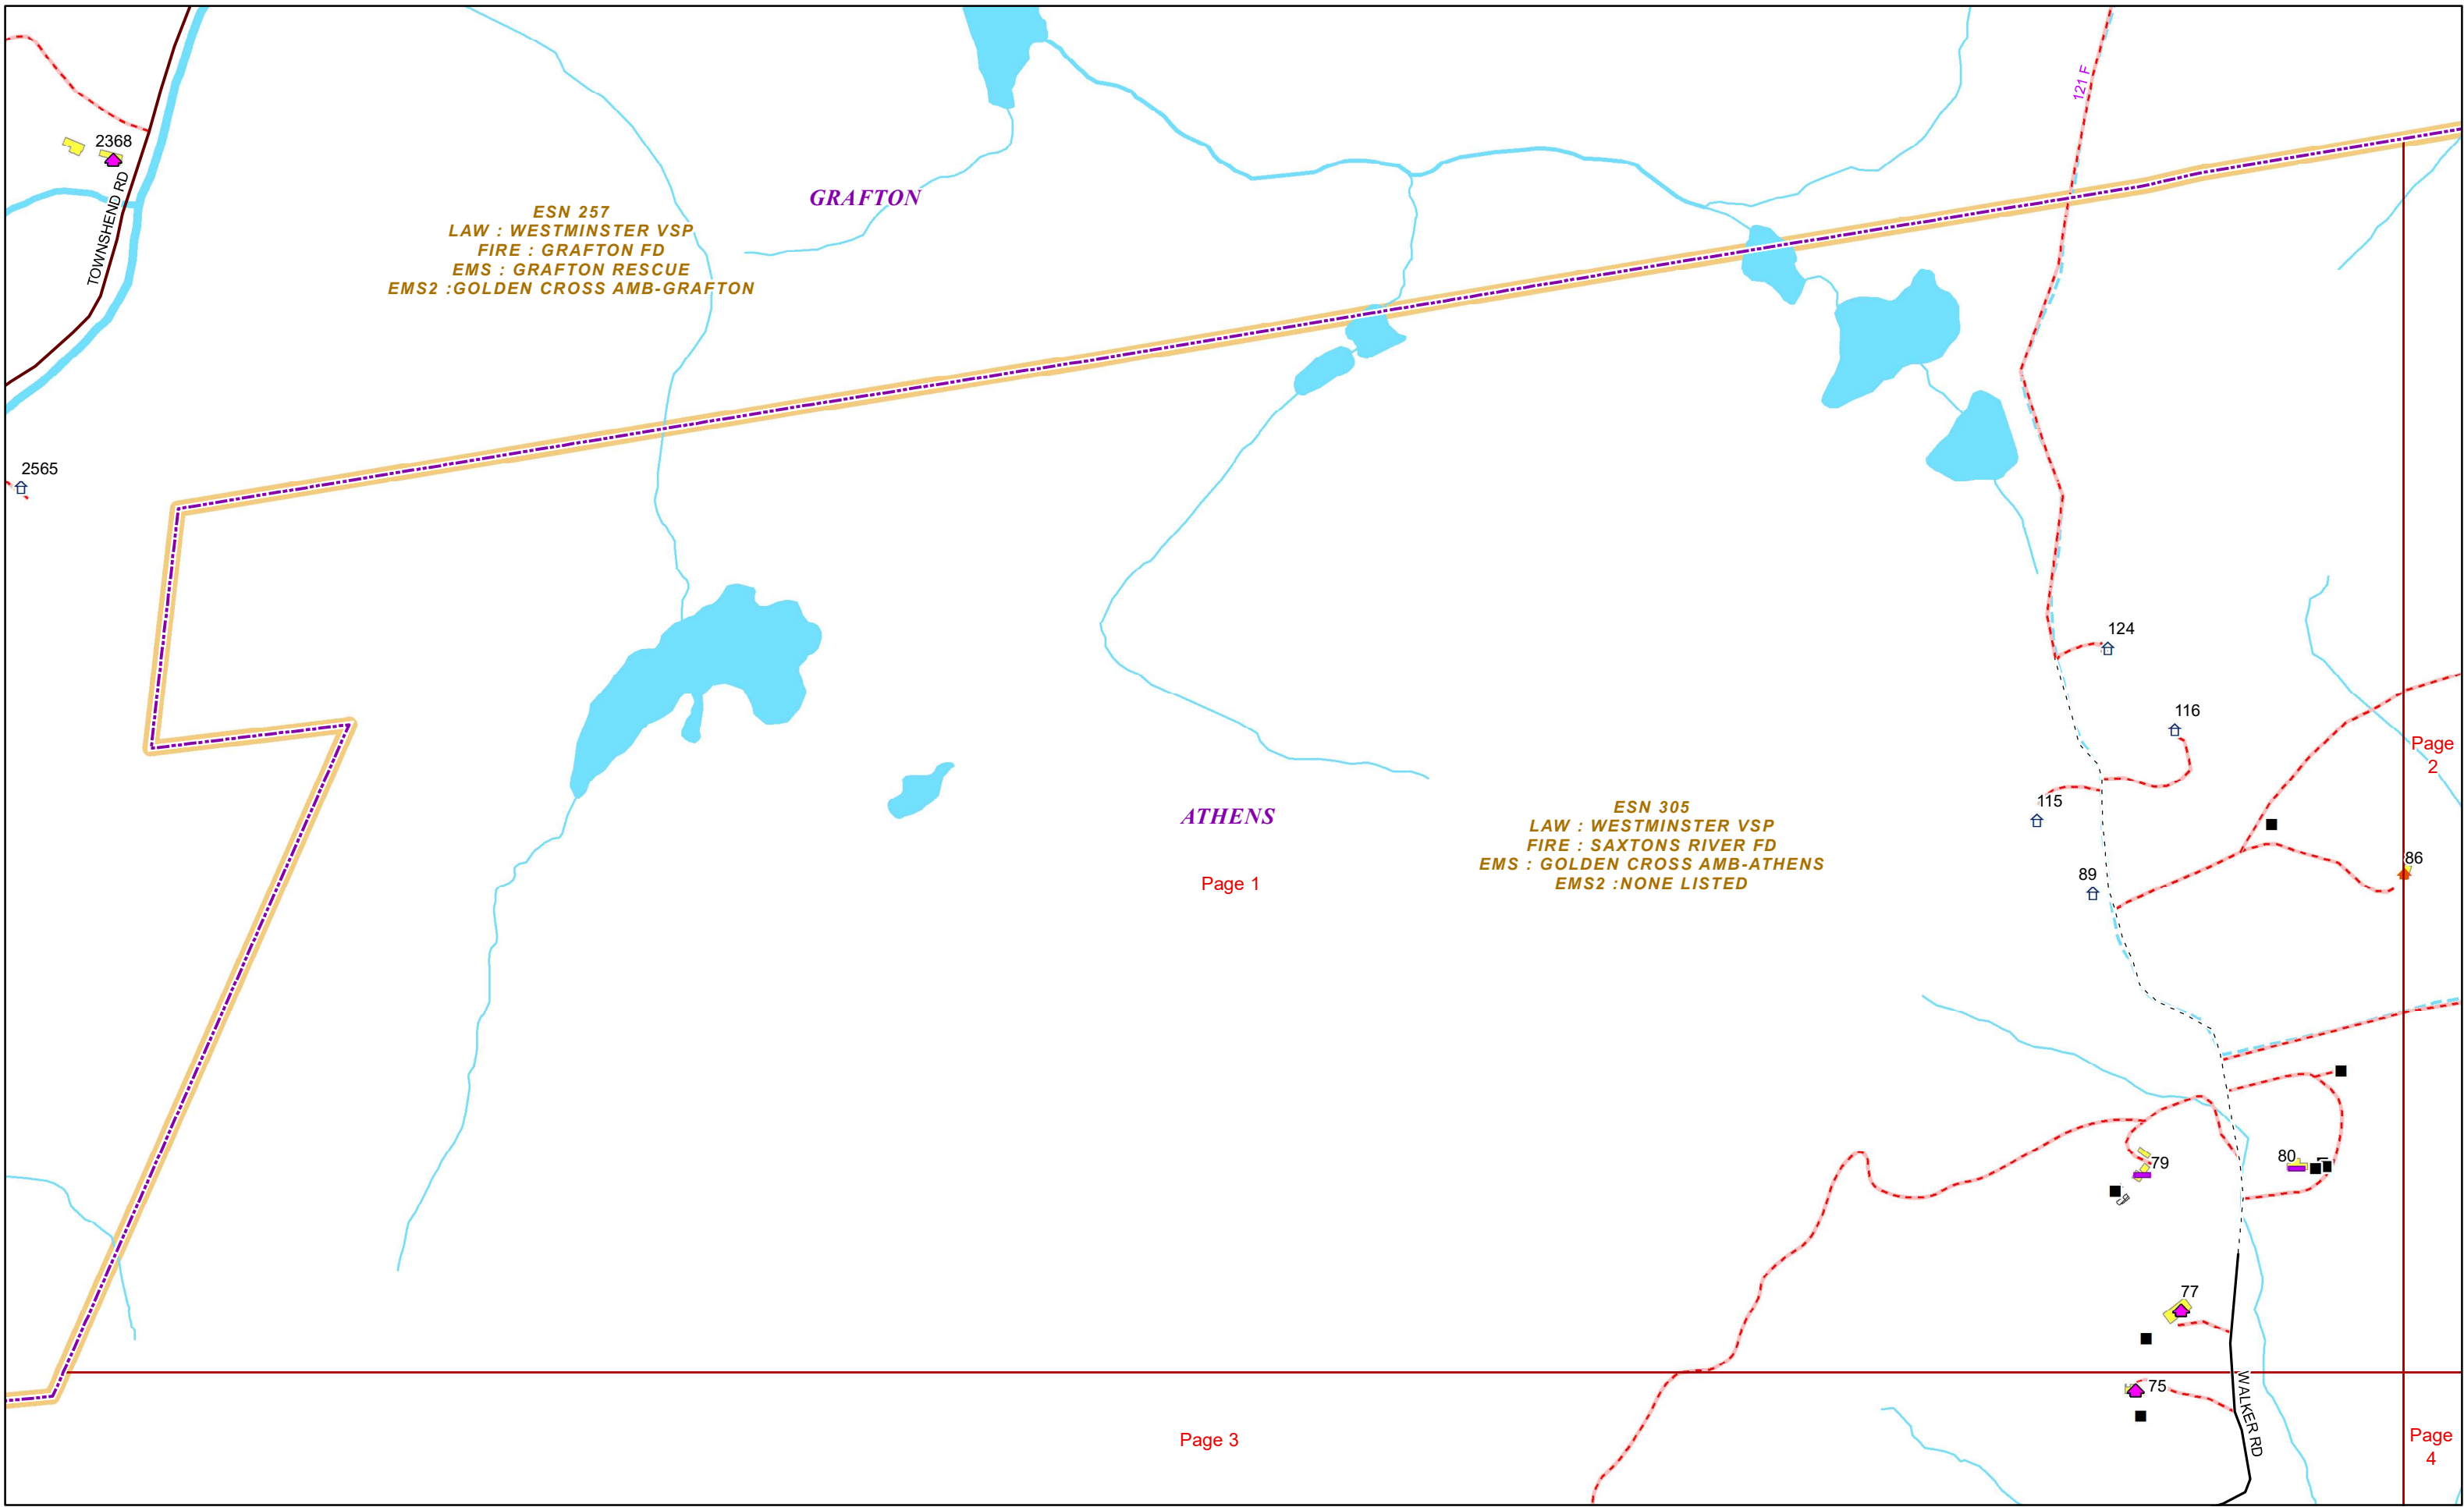 121 F
2368
TOWNSHEND RD
GRAFTON
ESN 257
LAW : WESTMINSTER VSP
FIRE : GRAFTON FD
EMS : GRAFTON RESCUE
EMS2 :GOLDEN CROSS AMB-GRAFTON
2565
124
116
Page
2
115
ATHENS
ESN 305
LAW : WESTMINSTER VSP
FIRE : SAXTONS RIVER FD
EMS : GOLDEN CROSS AMB-ATHENS
EMS2 :NONE LISTED
86
89
Page 1
79
80
77
75
WALKER RD
Page 3
Page
4